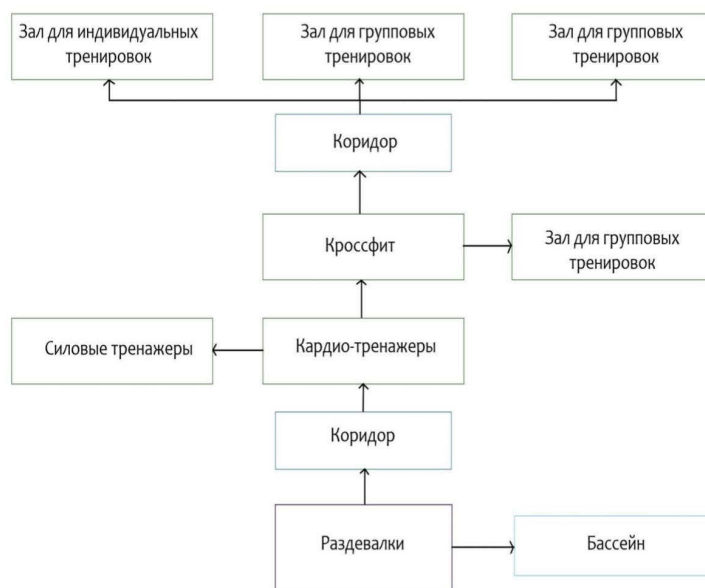 Зал для индивидуальных
тренировок
Зал для групповых
тренировок
Зал для групповых
тренировок
Коридор
Кроссфит
Зал для групповых
тренировок
Силовые тренажеры
Кардио-тренажеры
Коридор
Раздевалки
Бассейн